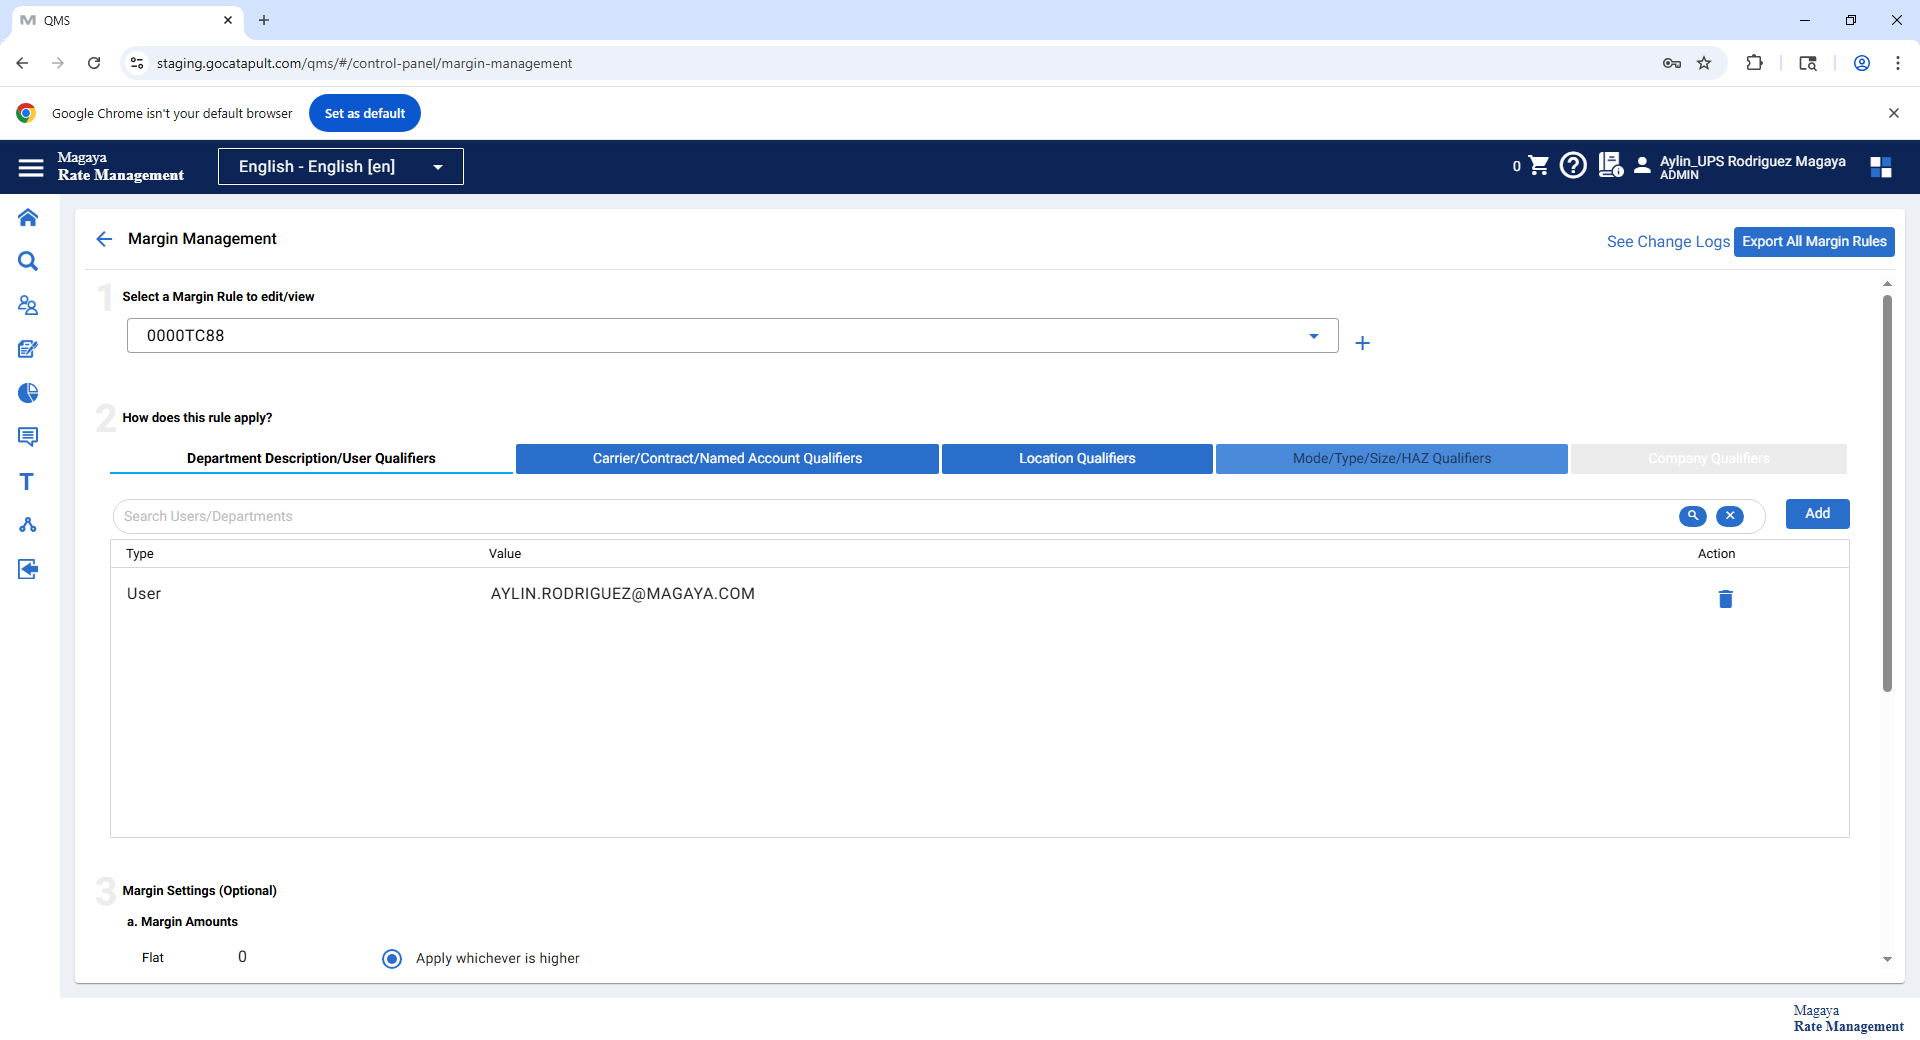 QMS
staging.gocatapult.com/qms/#/control-panel/margin-management
Google Chrome isn't your default browser
Set as default
Magaya
Rate Management
English - English [en]
0
Aylin_UPS Rodriguez Magaya
ADMIN
Margin Management
See Change Logs
Export All Margin Rules
1 Select a Margin Rule to edit/view
0000TC88
2 How does this rule apply?
Department Description/User Qualifiers
Carrier/Contract/Named Account Qualifiers
Location Qualifiers
Mode/Type/Size/HAZ Qualifiers
Company Qualifiers
Search Users/Departments
Add
Type Value Action
User AYLIN.RODRIGUEZ@MAGAYA.COM
3 Margin Settings (Optional)
a. Margin Amounts
Flat 0 Apply whichever is higher
Magaya
Rate Management